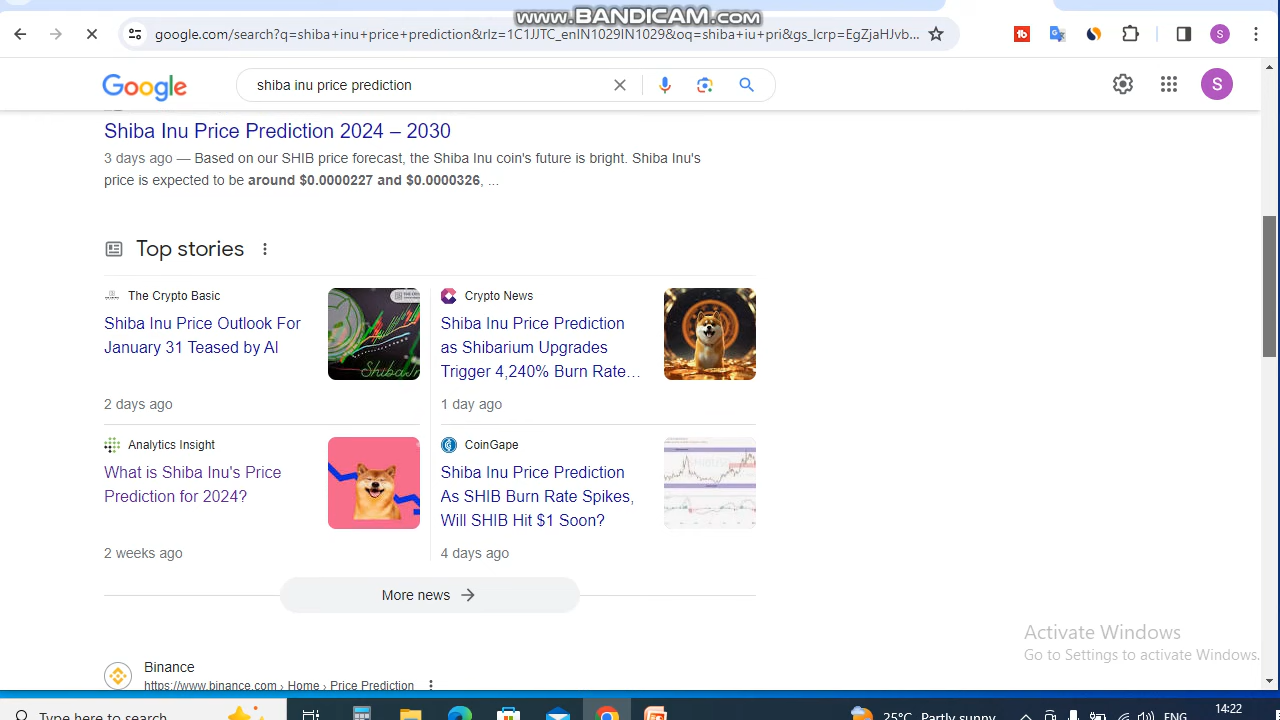 www.BANDICAM.com
google.com/search?q=shiba+inu+price+prediction&rlz=1C1JJTC_enIN1029IN1029&oq=shiba+iu+pri&gs_lcrp=EgZjaHJvb...
S
Google
shiba inu price prediction
S
Shiba Inu Price Prediction 2024 – 2030
3 days ago — Based on our SHIB price forecast, the Shiba Inu coin's future is bright. Shiba Inu's
price is expected to be around $0.0000227 and $0.0000326, ...
Top stories
The Crypto Basic
Shiba Inu Price Outlook For
January 31 Teased by AI
2 days ago
Crypto News
Shiba Inu Price Prediction
as Shibarium Upgrades
Trigger 4,240% Burn Rate…
1 day ago
Analytics Insight
What is Shiba Inu's Price
Prediction for 2024?
2 weeks ago
CoinGape
Shiba Inu Price Prediction
As SHIB Burn Rate Spikes,
Will SHIB Hit $1 Soon?
4 days ago
More news
Binance
https://www.binance.com › Home › Price Prediction
Activate Windows
Go to Settings to activate Windows.
Type here to search
25°C Partly sunny
14:22